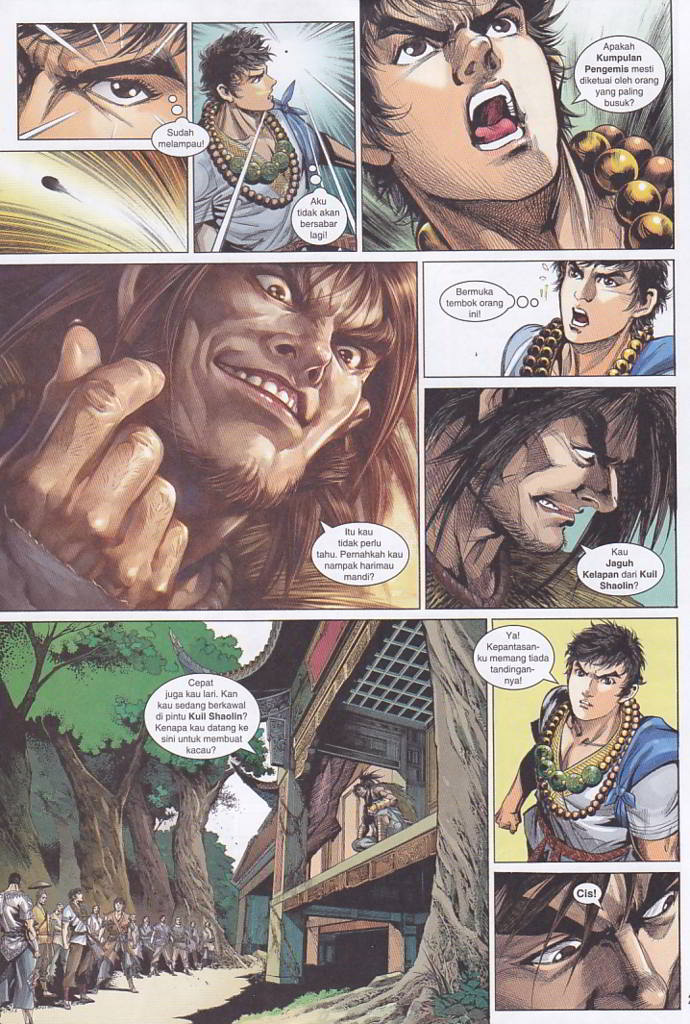 Sudah
melampau!
Aku
tidak akan
bersabar
lagi!
Apakah
Kumpulan
Pengemis mesti
diketuai oleh orang
yang paling
busuk?
Itu kau
tidak perlu
tahu. Pernahkah kau
nampak harimau
mandi?
Bermuka
tembok orang
ini!
Kau
Jaguh
Kelapan dari Kuil
Shaolin?
Cepat
juga kau lari. Kan
kau sedang berkawal
di pintu Kuil Shaolin?
Kenapa kau datang ke
sini untuk membuat
kacau?
Ya!
Kepantasan-
ku memang tiada
tandingan-
nya!
Cis!